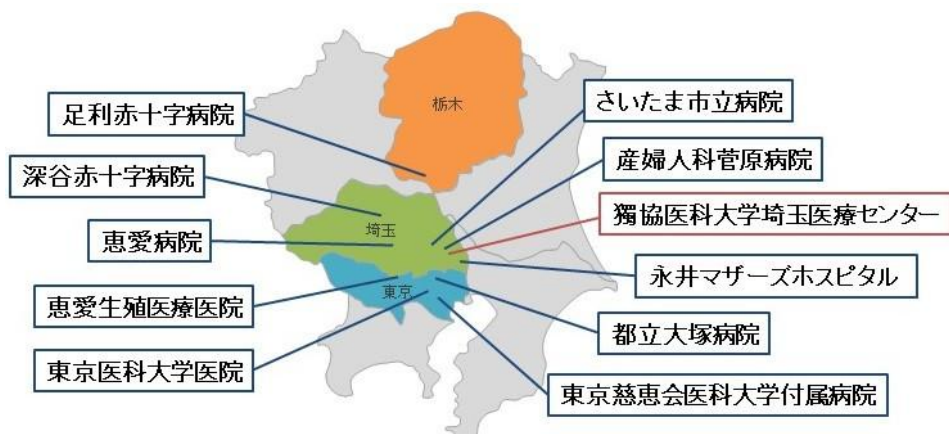 栃木
さいたま市立病院
足利赤十字病院
産婦人科菅原病院
深谷赤十字病院
獨協医科大学埼玉医療センター
埼玉
恵愛病院
永井マザーズホスピタル
東京
恵愛生殖医療医院
都立大塚病院
東京医科大学医院
東京慈恵会医科大学付属病院